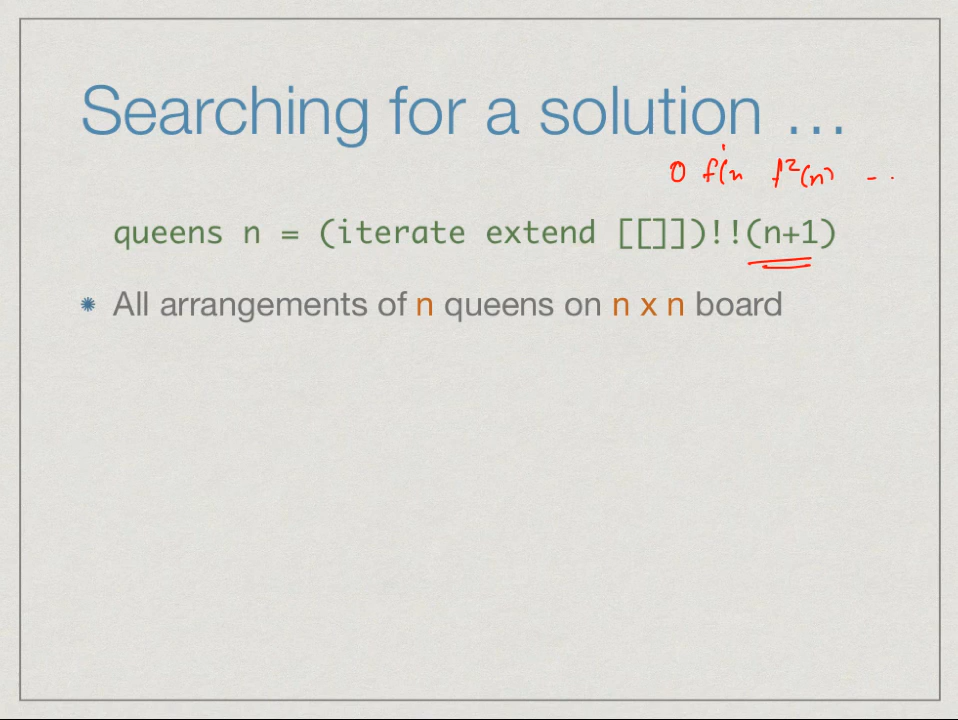 Searching for a solution …
0 f(n f²(n) - - .
queens n = (iterate extend [[]])!!(n+1)
All arrangements of n queens on n x n board